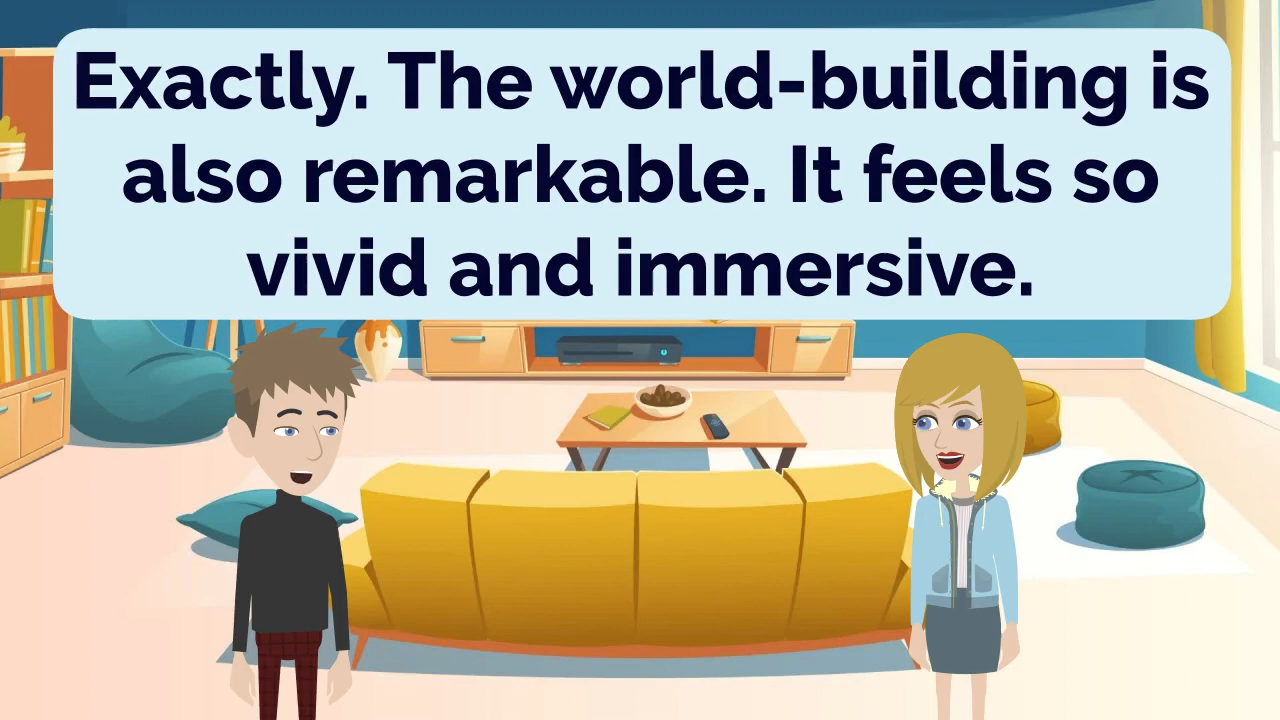 Exactly. The world-building is
also remarkable. It feels so
vivid and immersive.